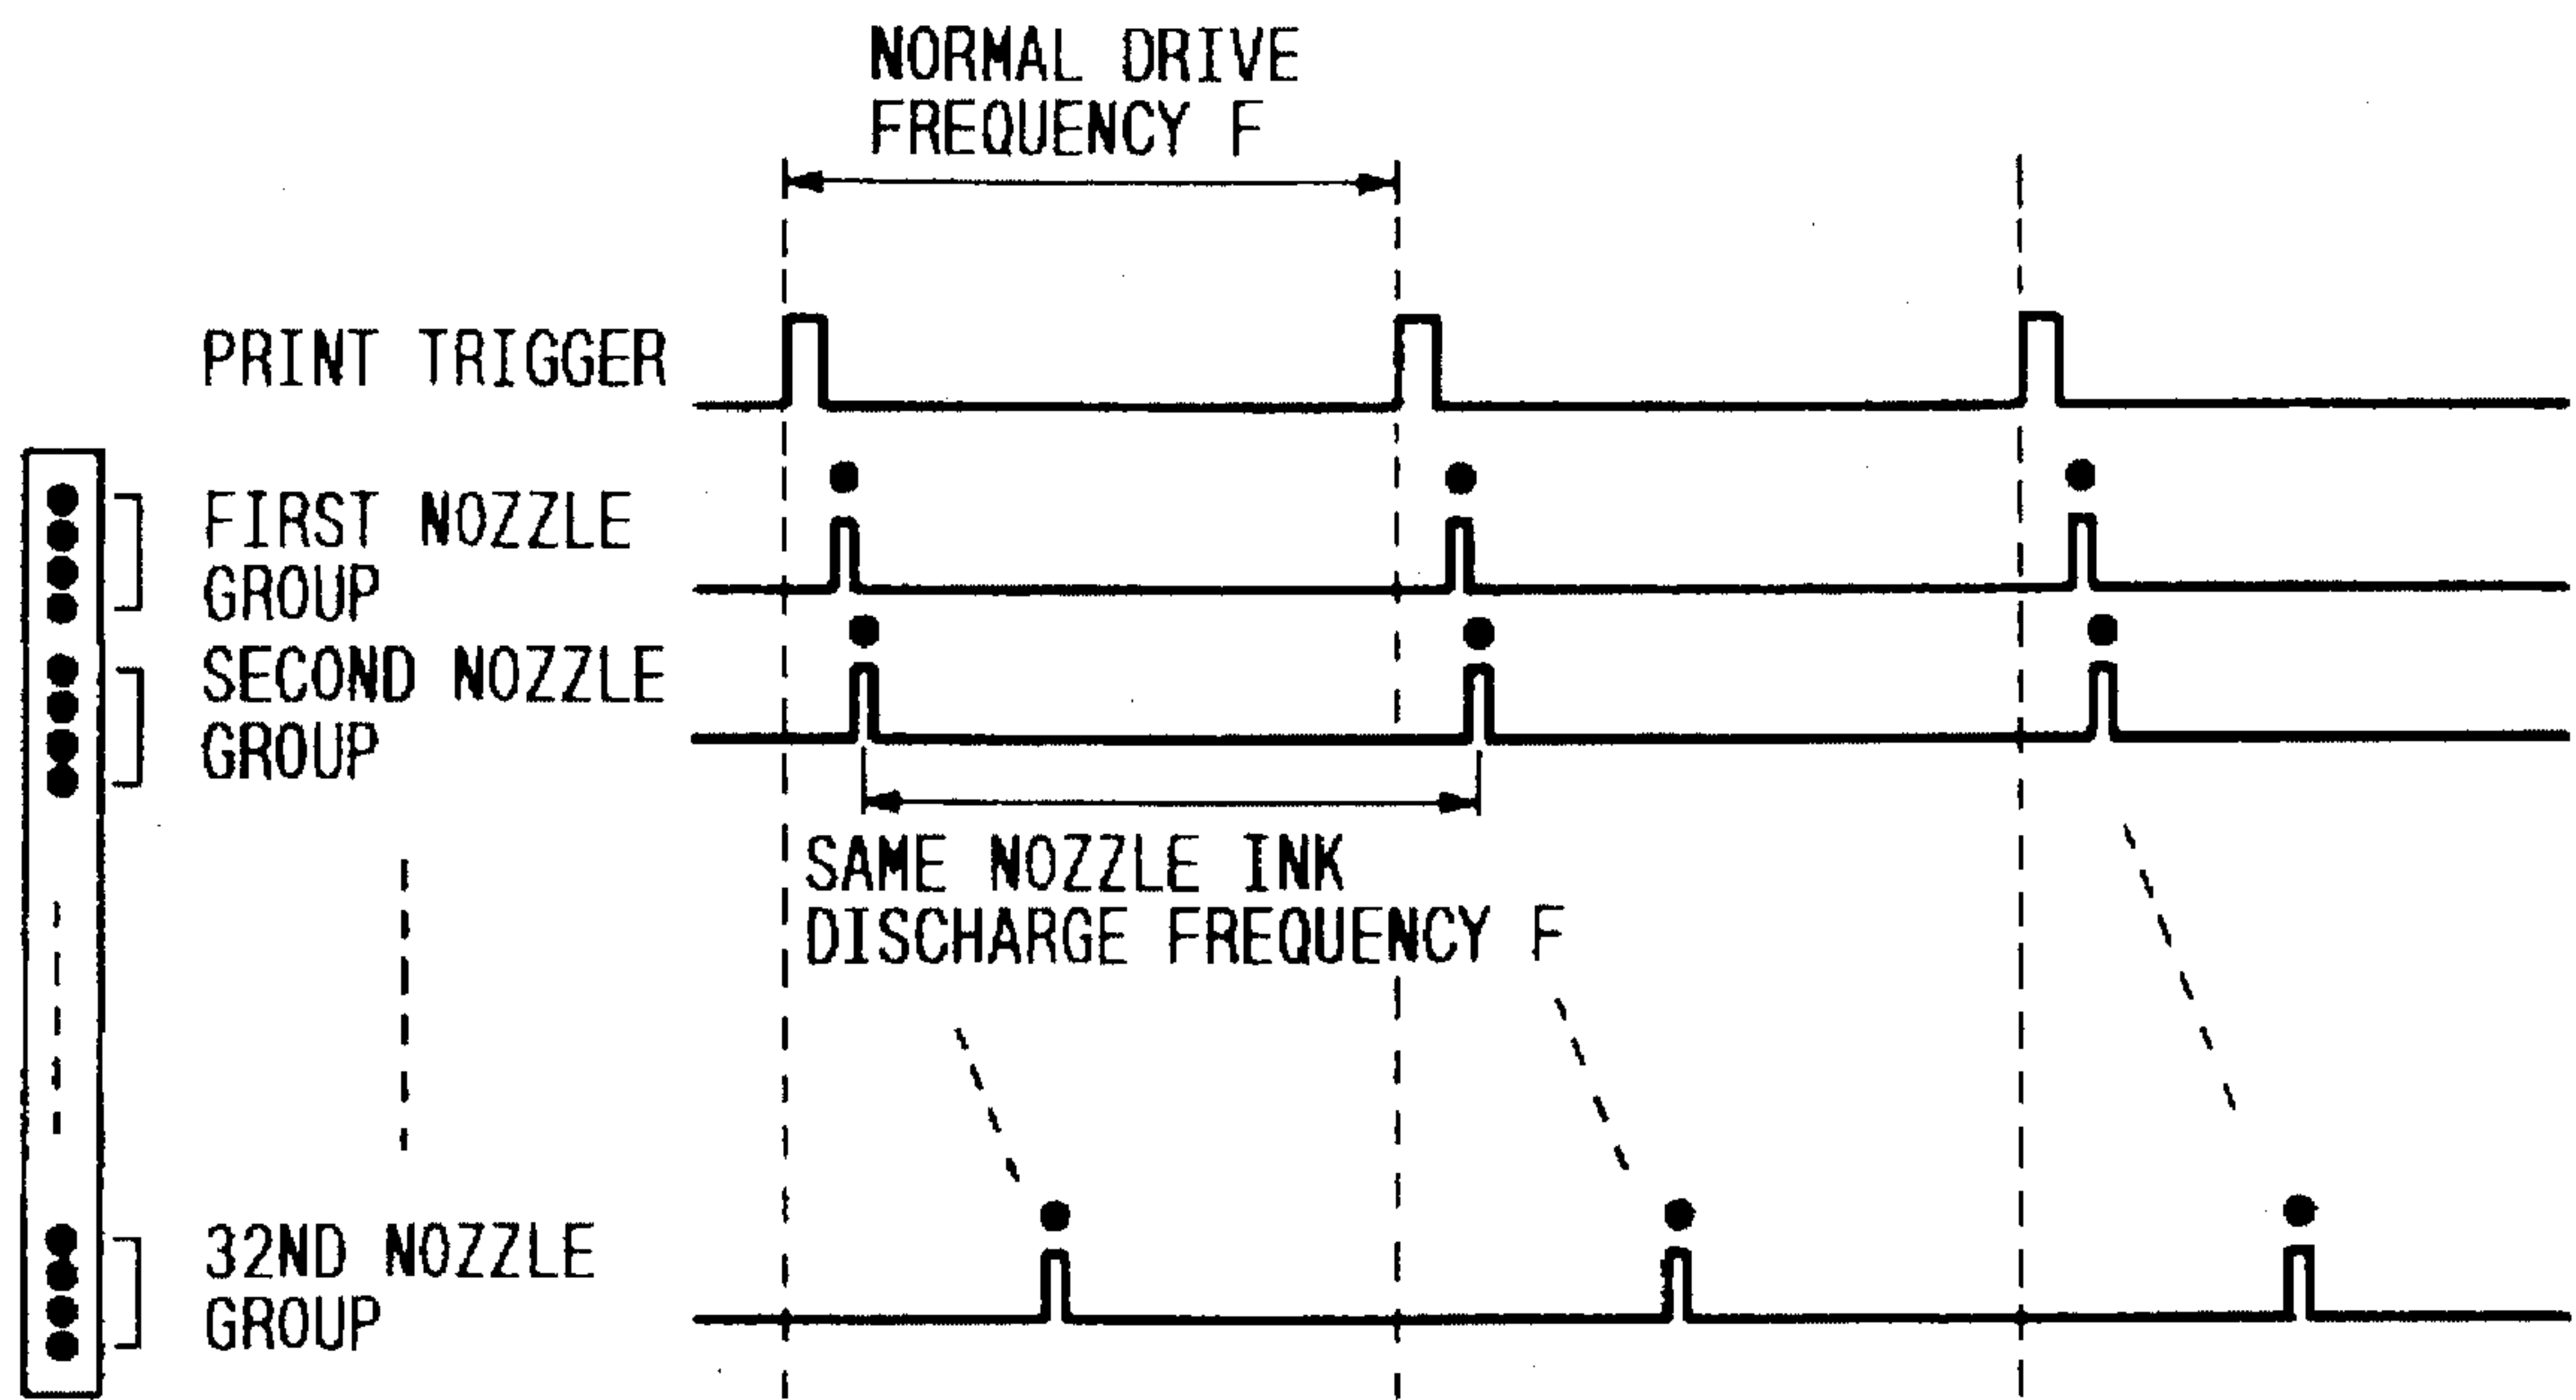 NORMAL DRIVE
FREQUENCY F
PRINT TRIGGER
FIRST NOZZLE
GROUP
SECOND NOZZLE
GROUP
SAME NOZZLE INK
DISCHARGE FREQUENCY F
32ND NOZZLE
GROUP